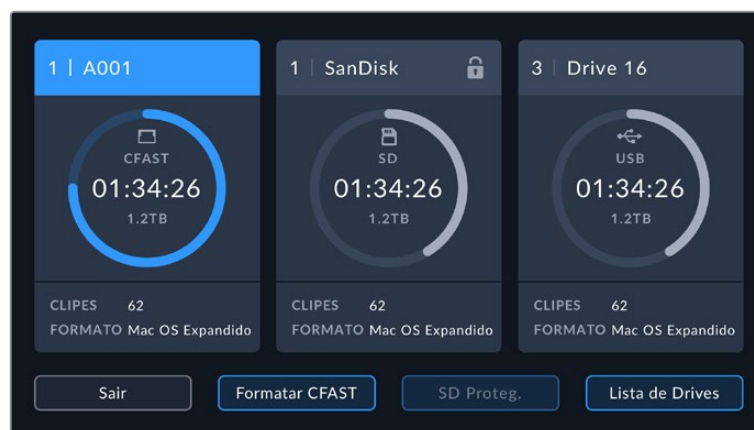 1 | A001
CFAST
01:34:26
1.2TB
CLIPES 62
FORMATO Mac OS Expandido
1 | SanDisk
SD
01:34:26
1.2TB
CLIPES 62
FORMATO Mac OS Expandido
3 | Drive 16
USB
01:34:26
1.2TB
CLIPES 62
FORMATO Mac OS Expandido
Sair
Formatar CFAST
SD Proteg.
Lista de Drives